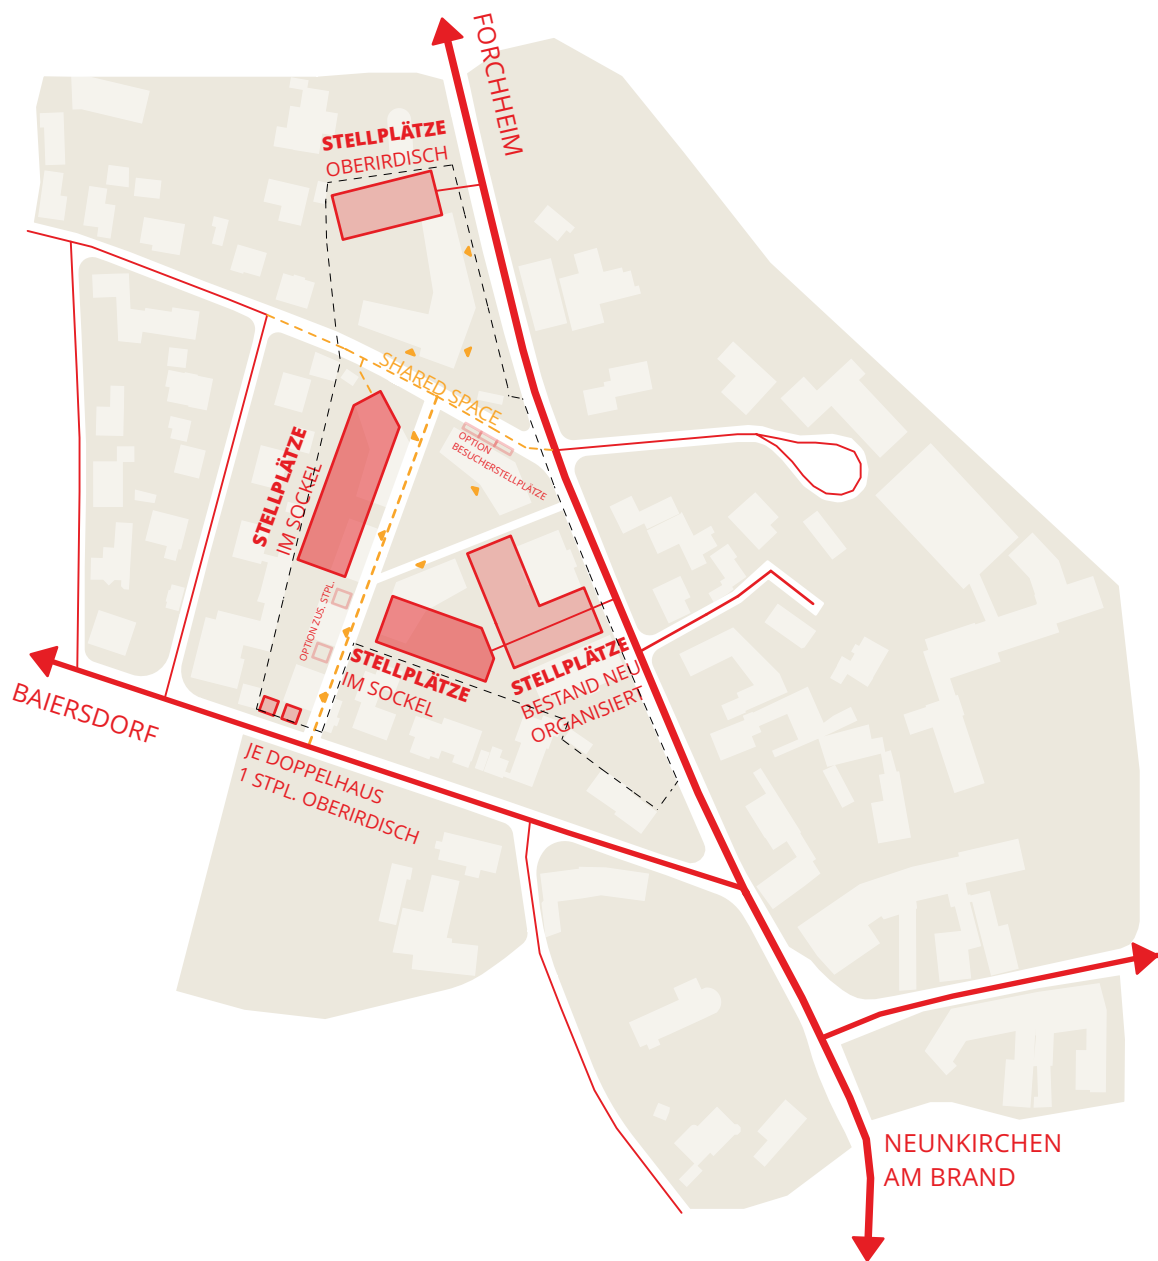 FORCHHEIM
STELLPLÄTZE
OBERIRDISCH
SHARED SPACE
OPTION
BESUCHERSTELLPLÄTZE
STELLPLÄTZE
IM SOCKEL
OPTION ZUS. STPL.
STELLPLÄTZE
IM SOCKEL
STELLPLÄTZE
BESTAND NEU
ORGANISIERT
BAIERSDORF
JE DOPPELHAUS
1 STPL. OBERIRDISCH
NEUNKIRCHEN
AM BRAND